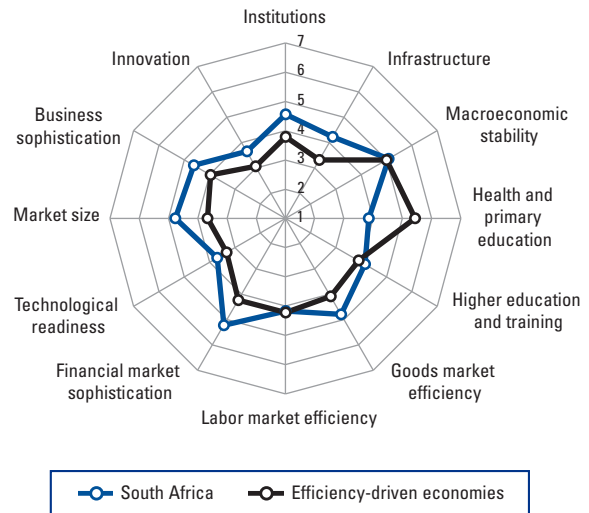 Institutions
7
6
5
4
3
2
1
Infrastructure
Macroeconomic
stability
Health and
primary
education
Higher education
and training
Goods market
efficiency
Labor market efficiency
Financial market
sophistication
Technological
readiness
Market size
Business
sophistication
Innovation
South Africa
Efficiency-driven economies